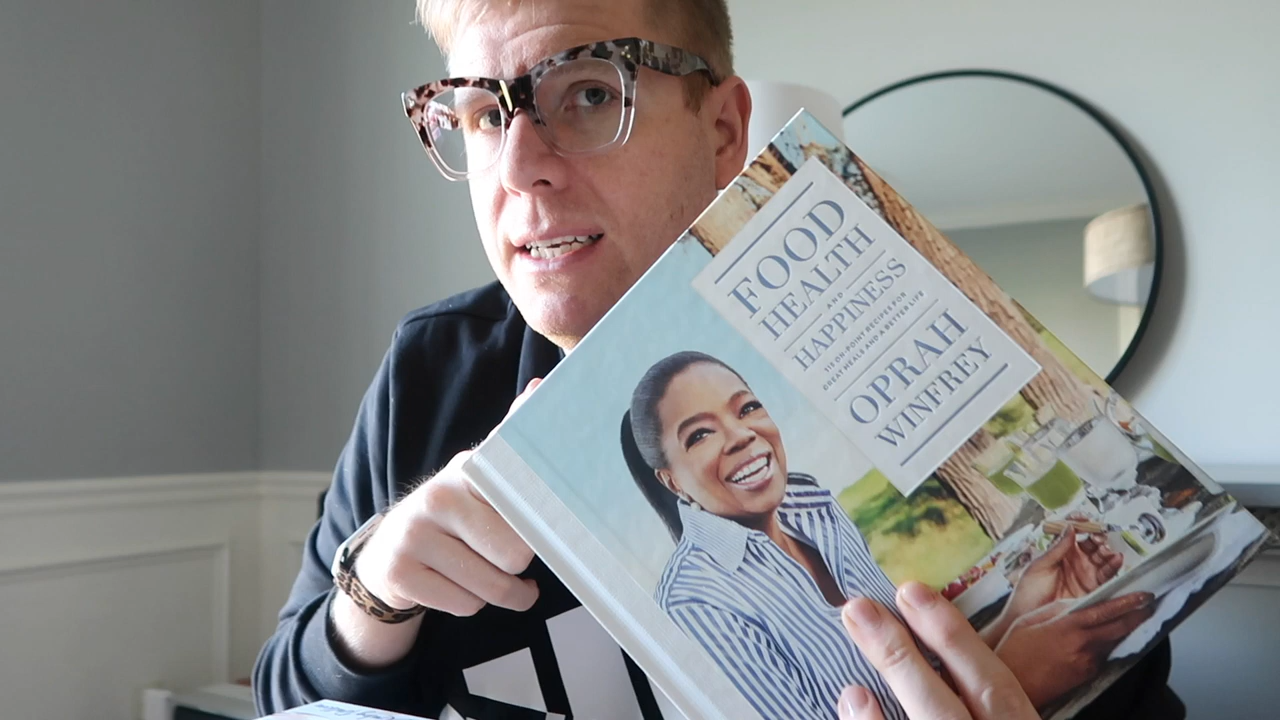 FOOD
HEALTH
AND
HAPPINESS
115 ON-POINT RECIPES FOR
GREAT MEALS AND A BETTER LIFE
OPRAH
WINFREY